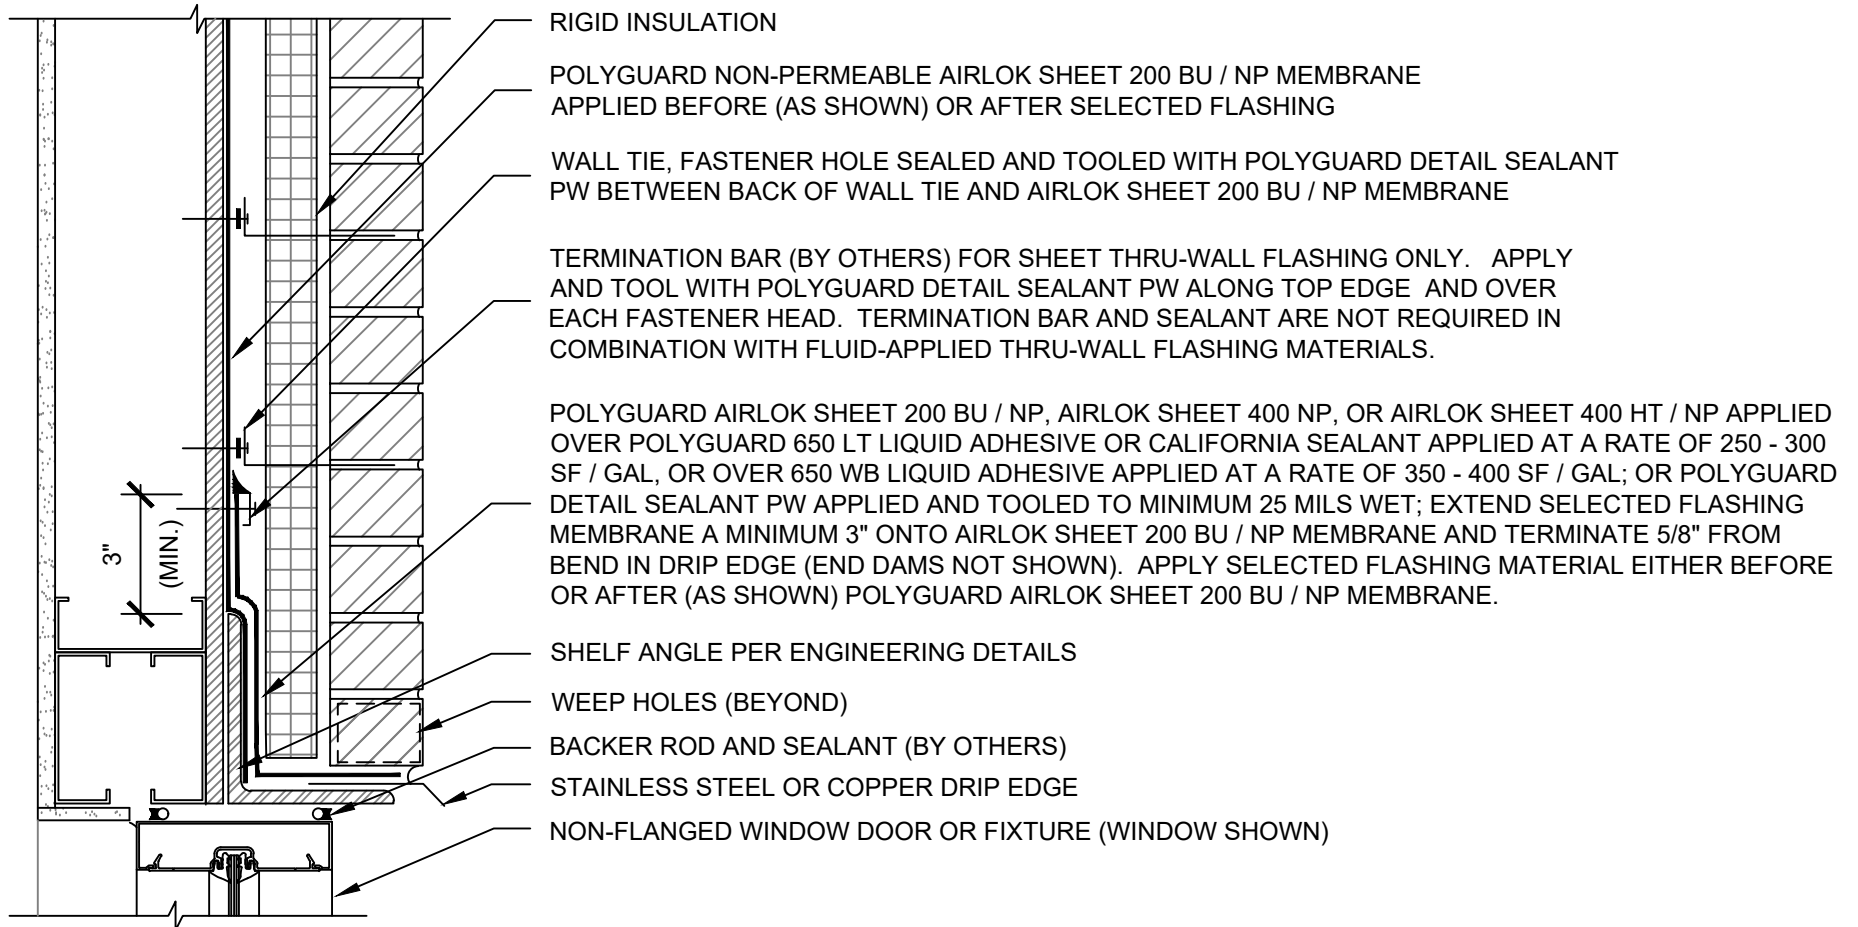 RIGID INSULATION
POLYGUARD NON-PERMEABLE AIRLOK SHEET 200 BU / NP MEMBRANE
APPLIED BEFORE (AS SHOWN) OR AFTER SELECTED FLASHING
WALL TIE, FASTENER HOLE SEALED AND TOOLED WITH POLYGUARD DETAIL SEALANT
PW BETWEEN BACK OF WALL TIE AND AIRLOK SHEET 200 BU / NP MEMBRANE
TERMINATION BAR (BY OTHERS) FOR SHEET THRU-WALL FLASHING ONLY. APPLY
AND TOOL WITH POLYGUARD DETAIL SEALANT PW ALONG TOP EDGE AND OVER
EACH FASTENER HEAD. TERMINATION BAR AND SEALANT ARE NOT REQUIRED IN
COMBINATION WITH FLUID-APPLIED THRU-WALL FLASHING MATERIALS.
POLYGUARD AIRLOK SHEET 200 BU / NP, AIRLOK SHEET 400 NP, OR AIRLOK SHEET 400 HT / NP APPLIED
OVER POLYGUARD 650 LT LIQUID ADHESIVE OR CALIFORNIA SEALANT APPLIED AT A RATE OF 250 - 300
SF / GAL, OR OVER 650 WB LIQUID ADHESIVE APPLIED AT A RATE OF 350 - 400 SF / GAL; OR POLYGUARD
DETAIL SEALANT PW APPLIED AND TOOLED TO MINIMUM 25 MILS WET; EXTEND SELECTED FLASHING
MEMBRANE A MINIMUM 3" ONTO AIRLOK SHEET 200 BU / NP MEMBRANE AND TERMINATE 5/8" FROM
BEND IN DRIP EDGE (END DAMS NOT SHOWN). APPLY SELECTED FLASHING MATERIAL EITHER BEFORE
OR AFTER (AS SHOWN) POLYGUARD AIRLOK SHEET 200 BU / NP MEMBRANE.
3"
(MIN.)
SHELF ANGLE PER ENGINEERING DETAILS
WEEP HOLES (BEYOND)
BACKER ROD AND SEALANT (BY OTHERS)
STAINLESS STEEL OR COPPER DRIP EDGE
NON-FLANGED WINDOW DOOR OR FIXTURE (WINDOW SHOWN)